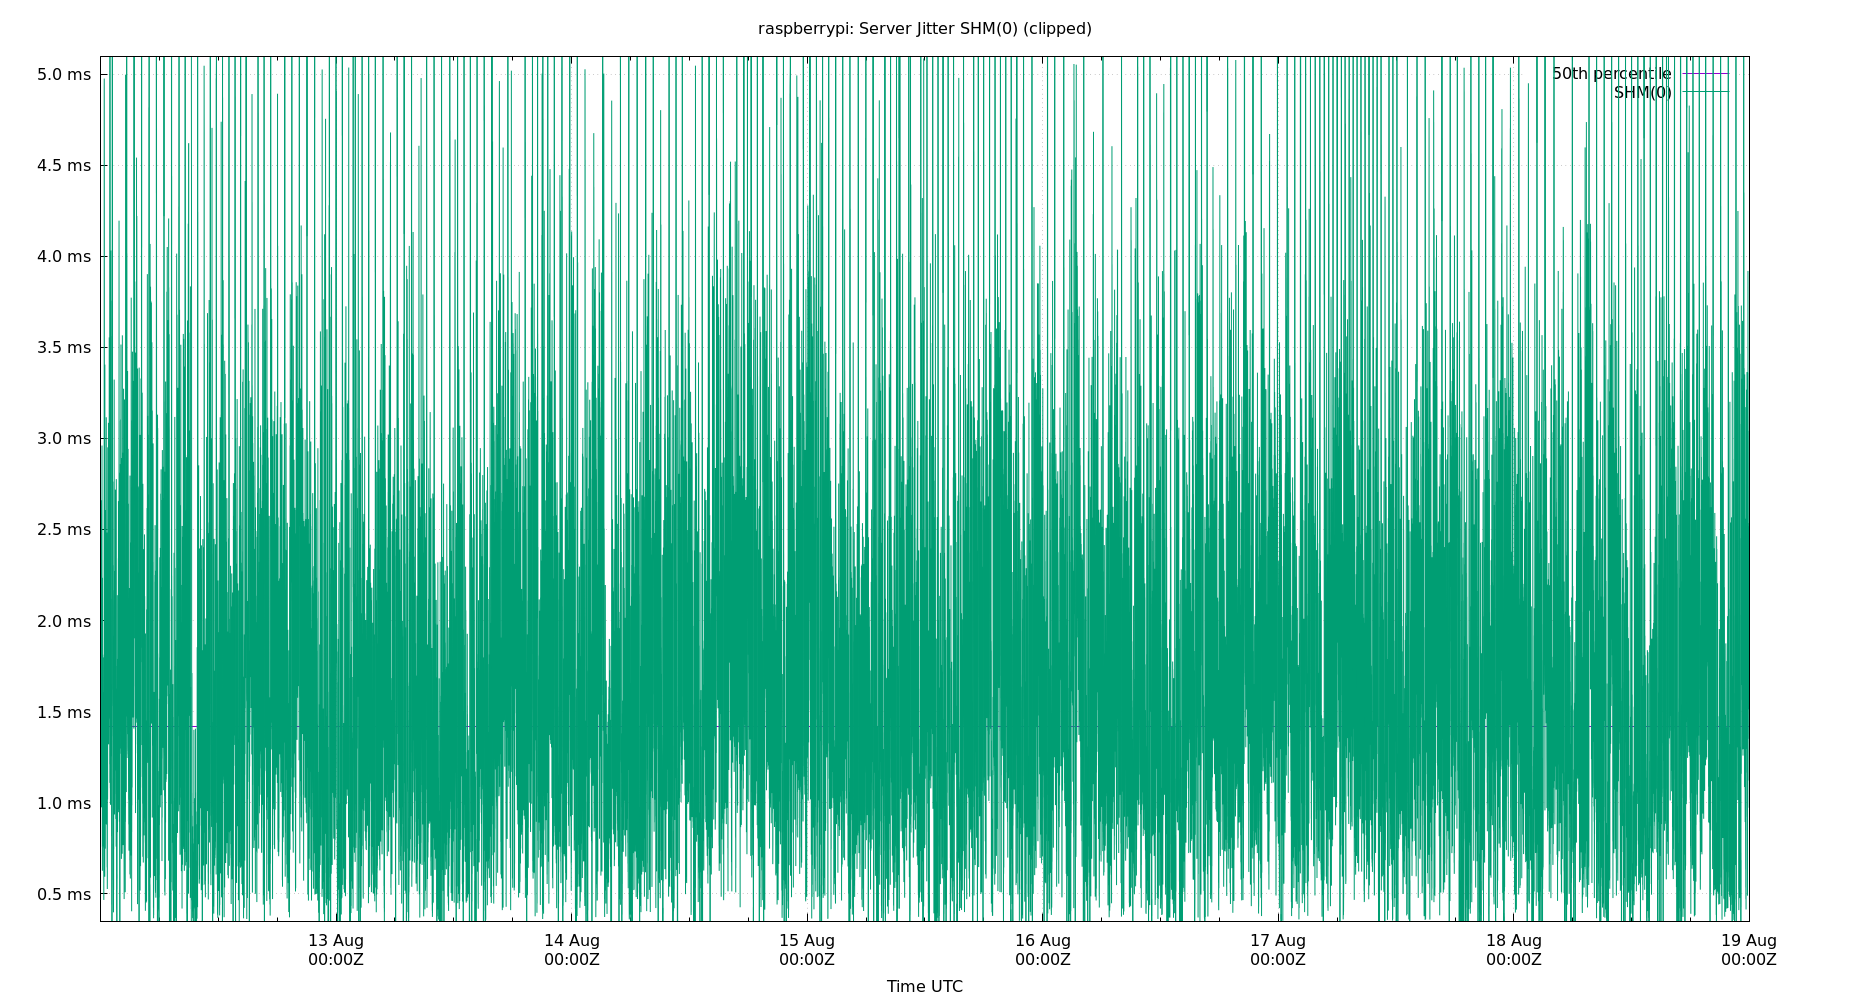 raspberrypi: Server Jitter SHM(0) (clipped)
5.0 ms
50th percentile
SHM(0)
4.5 ms
4.0 ms
3.5 ms
3.0 ms
2.5 ms
2.0 ms
1.5 ms
1.0 ms
0.5 ms
13 Aug 14 Aug 15 Aug 16 Aug 17 Aug 18 Aug 19 Aug
00:00Z 00:00Z 00:00Z 00:00Z 00:00Z 00:00Z 00:00Z
Time UTC